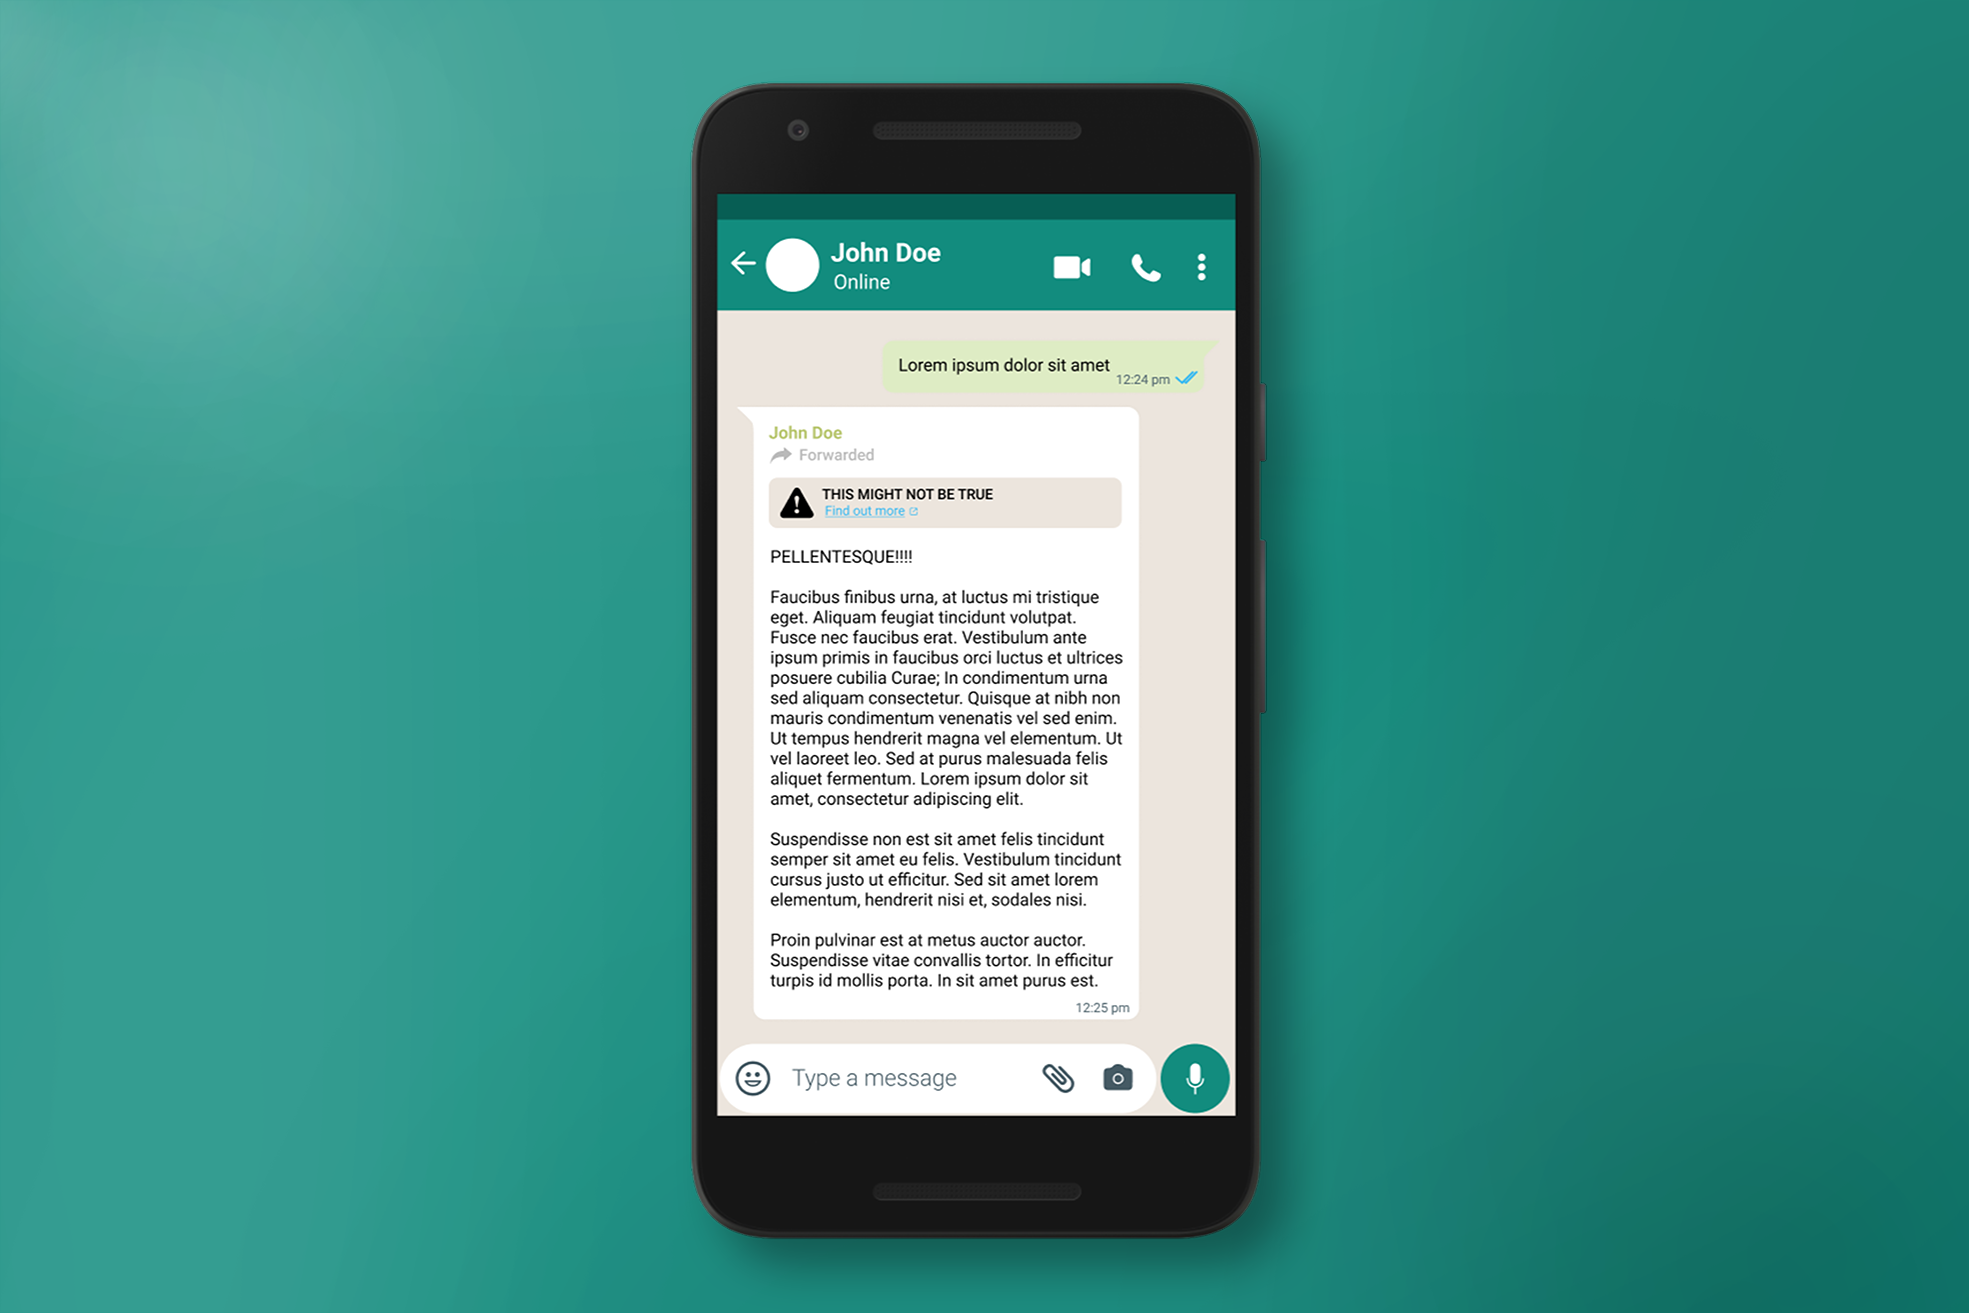 John Doe
Online
Lorem ipsum dolor sit amet
12:24 pm
John Doe
Forwarded
THIS MIGHT NOT BE TRUE
Find out more
PELLENTESQUE!!!!
Faucibus finibus urna, at luctus mi tristique
eget. Aliquam feugiat tincidunt volutpat.
Fusce nec faucibus erat. Vestibulum ante
ipsum primis in faucibus orci luctus et ultrices
posuere cubilia Curae; In condimentum urna
sed aliquam consectetur. Quisque at nibh non
mauris condimentum venenatis vel sed enim.
Ut tempus hendrerit magna vel elementum. Ut
vel laoreet leo. Sed at purus malesuada felis
aliquet fermentum. Lorem ipsum dolor sit
amet, consectetur adipiscing elit.
Suspendisse non est sit amet felis tincidunt
semper sit amet eu felis. Vestibulum tincidunt
cursus justo ut efficitur. Sed sit amet lorem
elementum, hendrerit nisi et, sodales nisi.
Proin pulvinar est at metus auctor auctor.
Suspendisse vitae convallis tortor. In efficitur
turpis id mollis porta. In sit amet purus est.
12:25 pm
Type a message